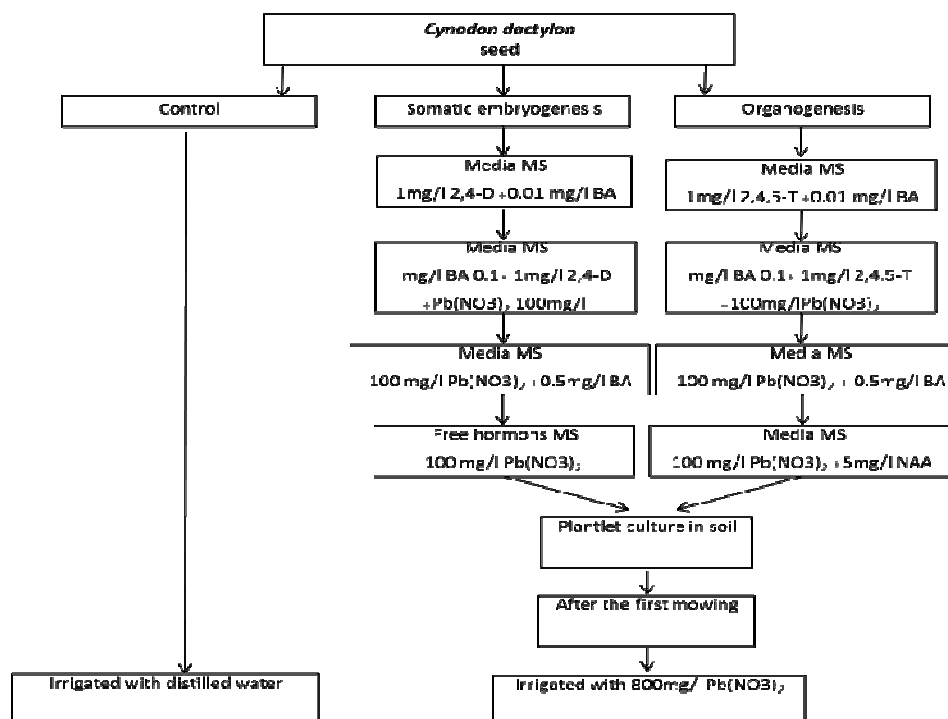 Cynodon dactylon
seed
Control
Somatic embryogenesis
Organogenesis
Media MS
1mg/l 2,4-D +0.01 mg/l BA
Media MS
1mg/l 2,4,5-T +0.01 mg/l BA
Media MS
mg/l BA 0.1+ 1mg/l 2,4-D
+Pb(NO3)₂ 100mg/l
Media MS
mg/l BA 0.1+ 1mg/l 2,4,5-T
+100mg/l Pb(NO3)₂
Media MS
100 mg/l Pb(NO3)₂ +0.5mg/l BA
Media MS
100 mg/l Pb(NO3)₂ + 0.5mg/l BA
Free hormons MS
100 mg/l Pb(NO3)₂
Media MS
100 mg/l Pb(NO3)₂ +5mg/l NAA
Plantlet culture in soil
After the first mowing
Irrigated with distilled water
Irrigated with 800mg/ Pb(NO3)₂